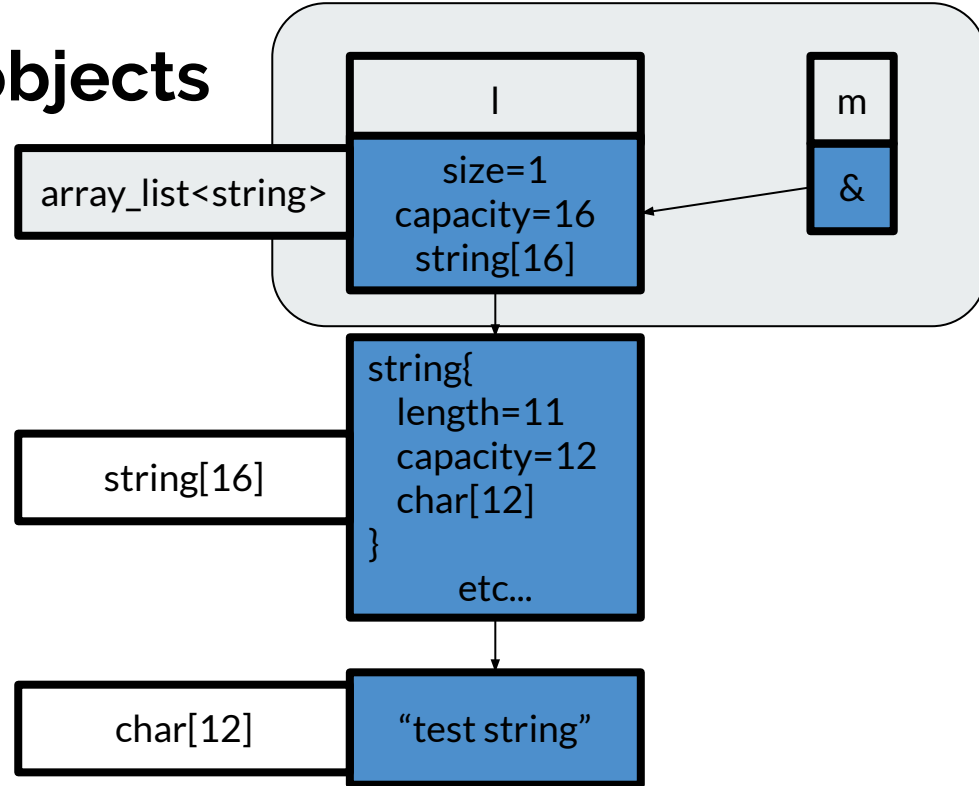 objects
l
m
array_list<string>
size=1
capacity=16
string[16]
&
string{
length=11
capacity=12
char[12]
}
etc...
string[16]
char[12]
“test string”